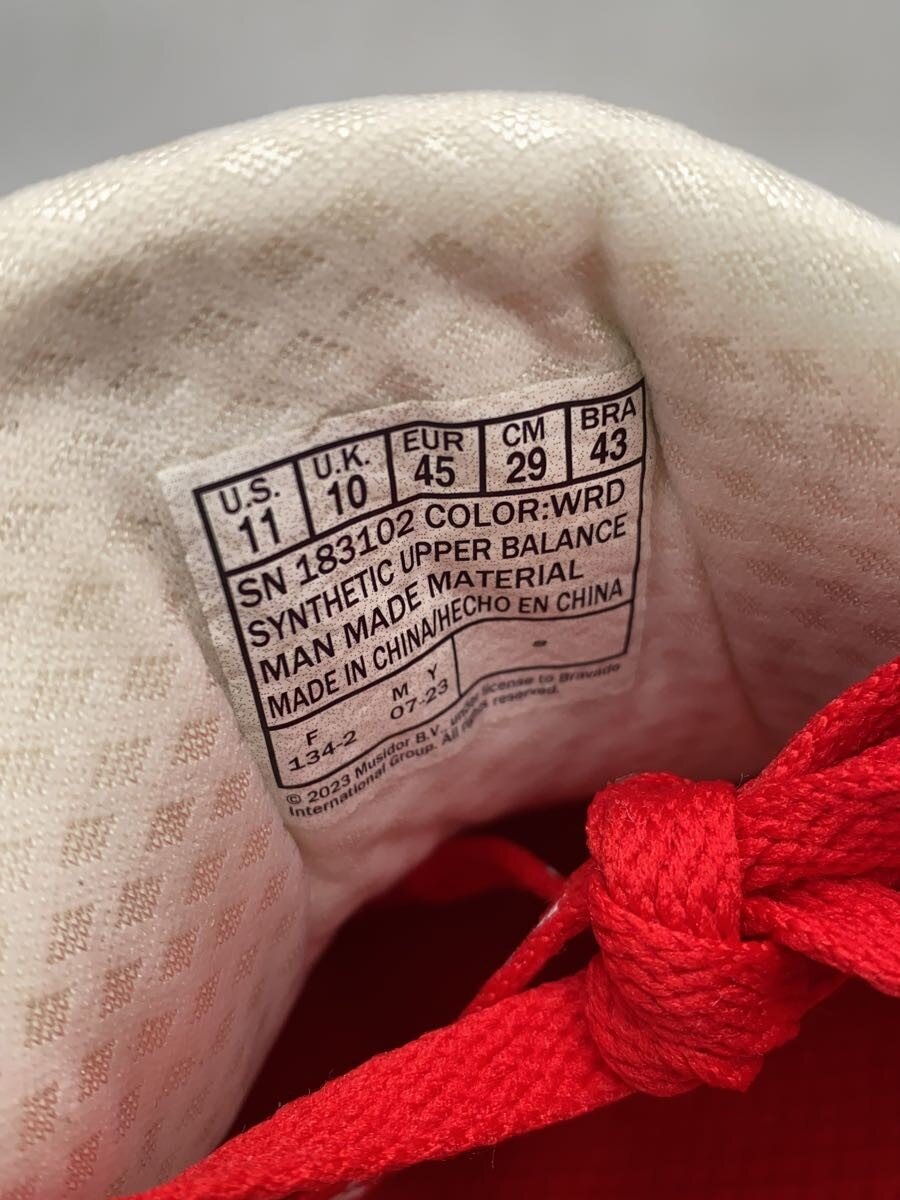 U.S. U.K. EUR CM BRA
11 10 45 29 43
SN 183102 COLOR:WRD
SYNTHETIC UPPER BALANCE
MAN MADE MATERIAL
MADE IN CHINA/HECHO EN CHINA
F M Y
134-2 07-23 -
© 2023 Musidor B.V., under license to Bravado
International Group. All rights reserved.